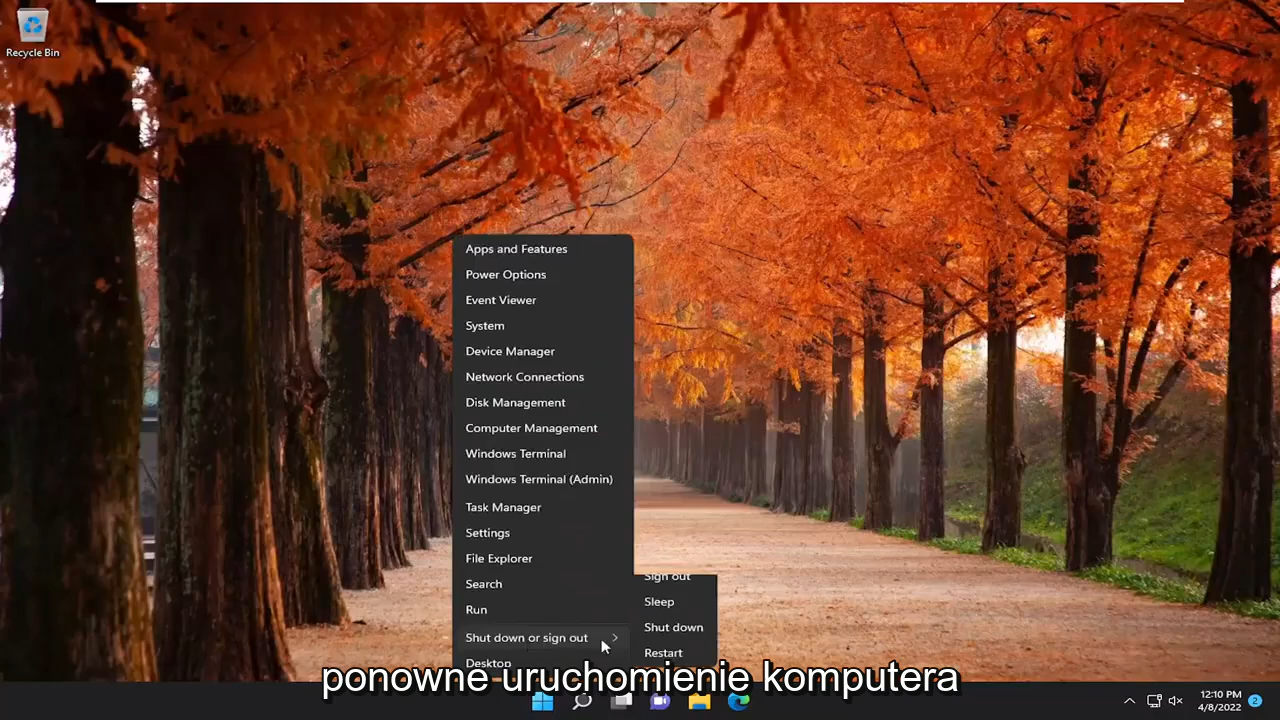 Recycle Bin
Apps and Features
Power Options
Event Viewer
System
Device Manager
Network Connections
Disk Management
Computer Management
Windows Terminal
Windows Terminal (Admin)
Task Manager
Settings
File Explorer
Search
Run
Shut down or sign out
Desktop
Sign out
Sleep
Shut down
Restart
ponowne uruchomienie komputera
12:10 PM
4/8/2022
2